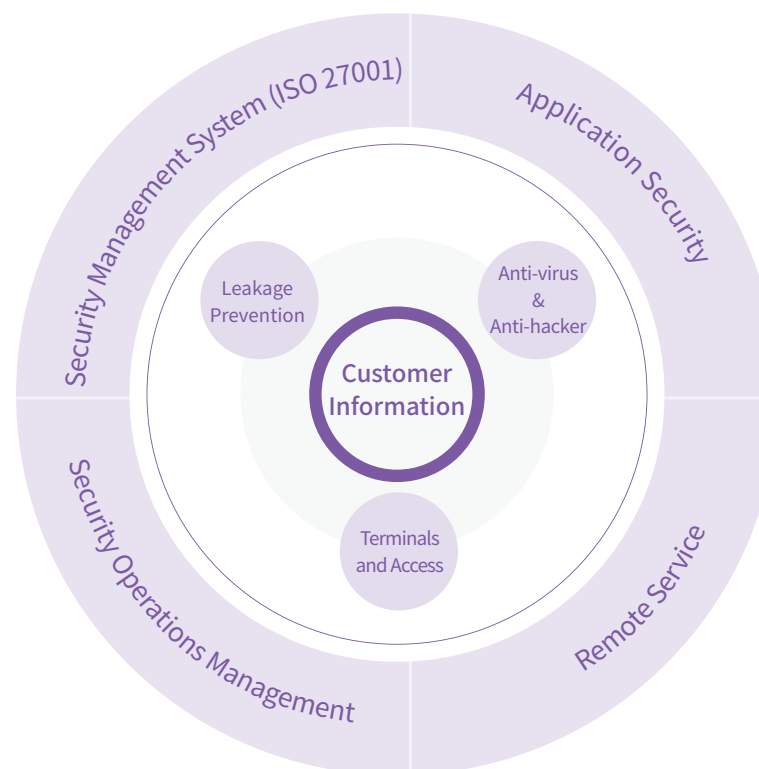 Security Management System (ISO 27001)
Application Security
Leakage
Prevention
Anti-virus
&
Anti-hacker
Customer
Information
Terminals
and Access
Security Operations Management
Remote Service